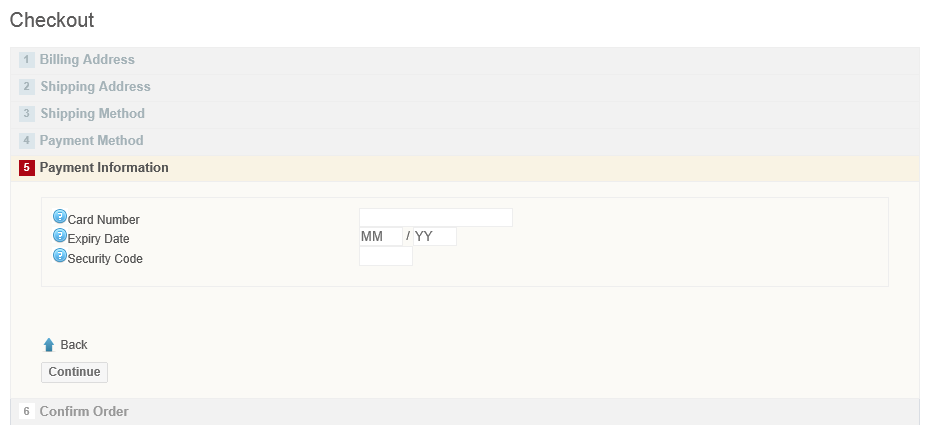 Checkout
1 Billing Address
2 Shipping Address
3 Shipping Method
4 Payment Method
5 Payment Information
? Card Number
? Expiry Date MM / YY
? Security Code
Back
Continue
6 Confirm Order